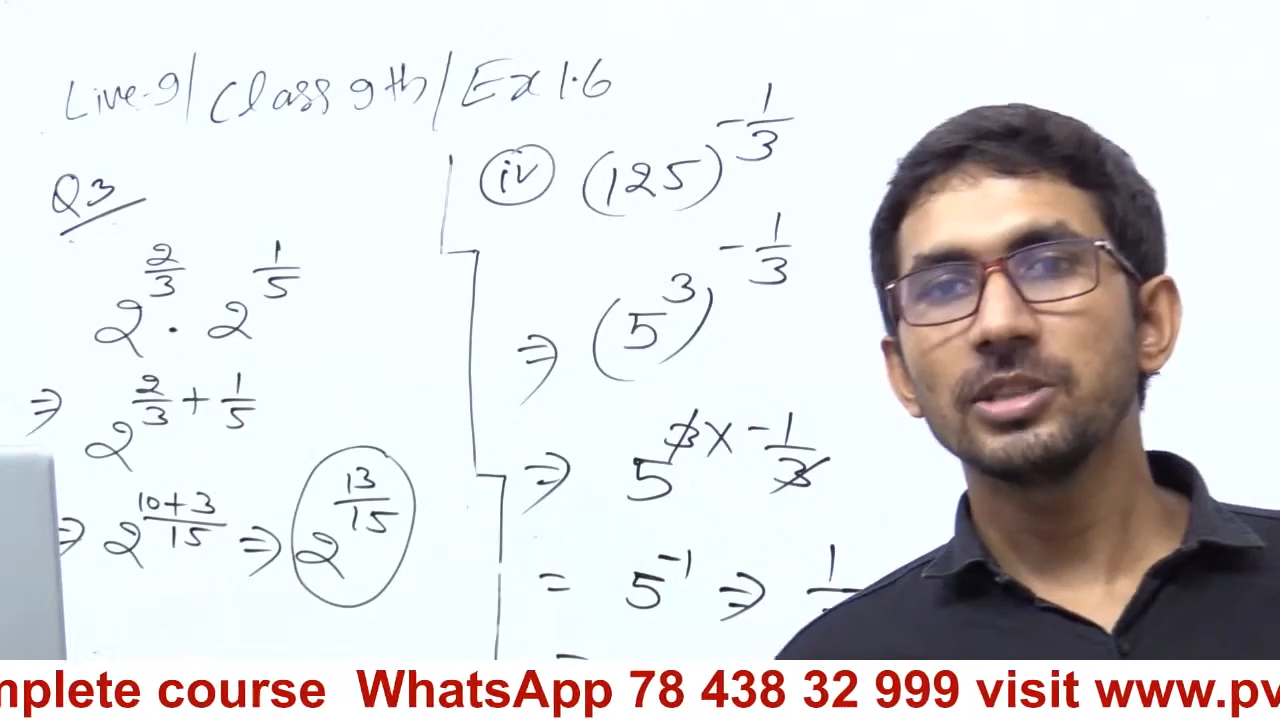 Live-9/ Class 9th / Ex 1.6
Q3
2^(2/3) · 2^(1/5)
⇒ 2^(2/3 + 1/5)
⇒ 2^((10+3)/15) ⇒ 2^(13/15)
(iv) (125)^(-1/3)
⇒ (5^3)^(-1/3)
⇒ 5^(3 × -1/3)
= 5^-1 ⇒ 1
mplete course WhatsApp 78 438 32 999 visit www.pv